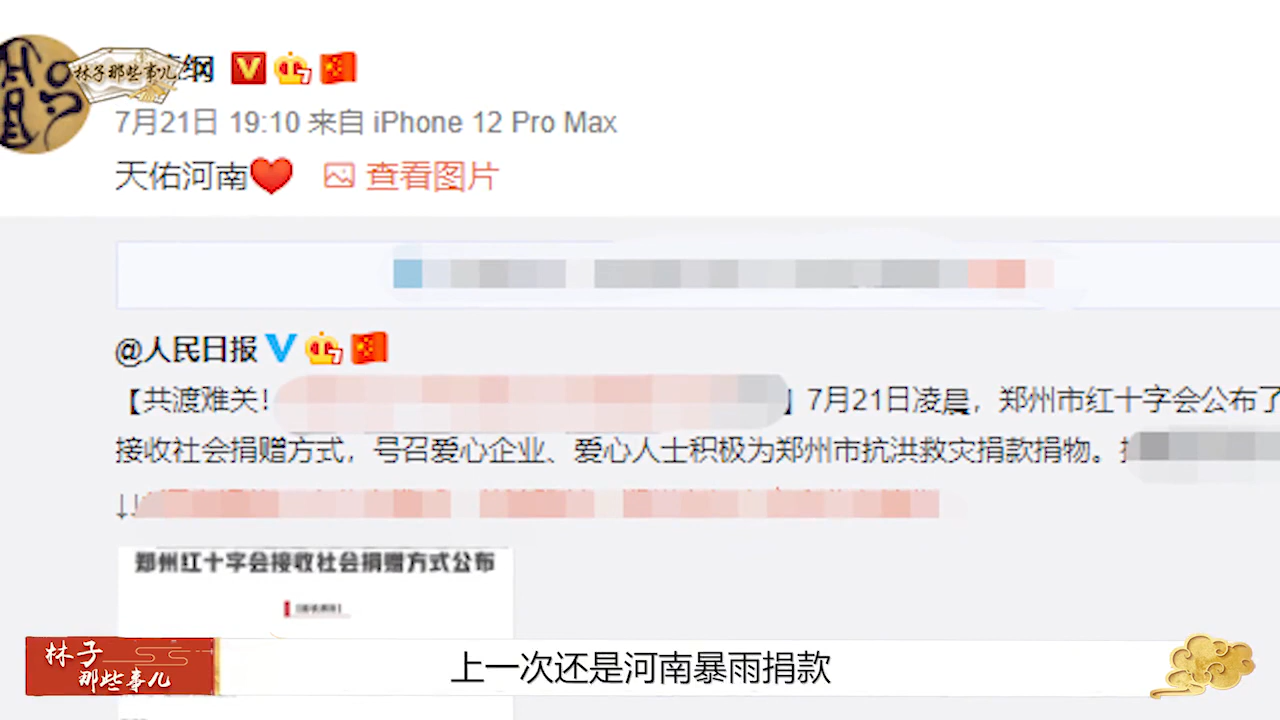 林子那些事儿
纲
7月21日 19:10 来自 iPhone 12 Pro Max
天佑河南❤ 查看图片
@人民日报
【共渡难关!
】7月21日凌晨，郑州市红十字会公布了
接收社会捐赠方式，号召爱心企业、爱心人士积极为郑州市抗洪救灾捐款捐物。
↓↓
郑州红十字会接收社会捐赠方式公布
林子
那些事儿
上一次还是河南暴雨捐款